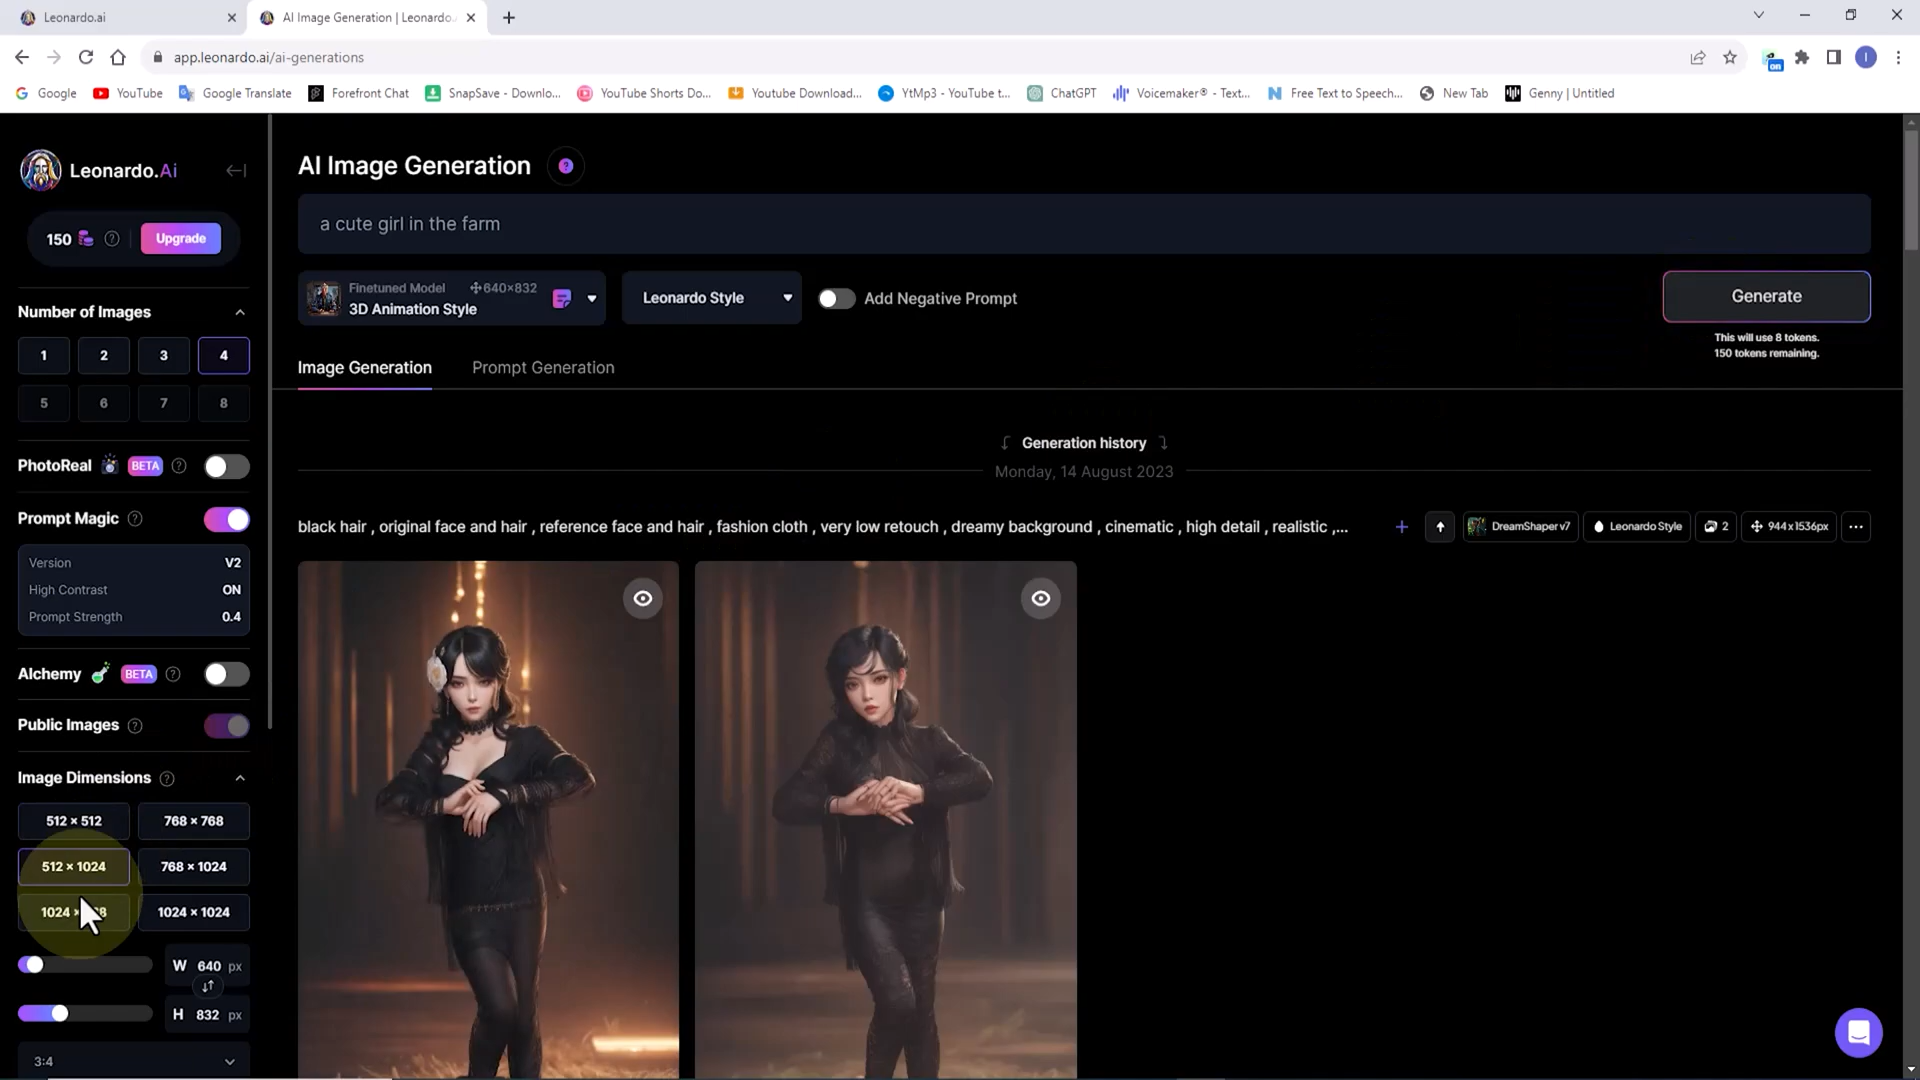 Leonardo.ai
AI Image Generation | Leonardo.
app.leonardo.ai/ai-generations
on
I
Google
YouTube
Google Translate
Forefront Chat
SnapSave - Downlo...
YouTube Shorts Do...
Youtube Download...
YtMp3 - YouTube t...
ChatGPT
Voicemaker® - Text...
Free Text to Speech...
New Tab
Genny | Untitled
Leonardo.Ai
150
Upgrade
Number of Images
1 2 3 4
5 6 7 8
PhotoReal BETA ?
Prompt Magic ?
Version V2
High Contrast ON
Prompt Strength 0.4
Alchemy BETA ?
Public Images ?
Image Dimensions ?
512 × 512 768 × 768
512 × 1024 768 × 1024
1024 × 1024
W 640 px
H 832 px
3:4
AI Image Generation ?
a cute girl in the farm
Finetuned Model 640×832
3D Animation Style
Leonardo Style
Add Negative Prompt
Generate
This will use 8 tokens.
150 tokens remaining.
Image Generation Prompt Generation
Generation history
Monday, 14 August 2023
black hair , original face and hair , reference face and hair , fashion cloth , very low retouch , dreamy background , cinematic , high detail , realistic ,...
DreamShaper v7
Leonardo Style
2
944x1536px